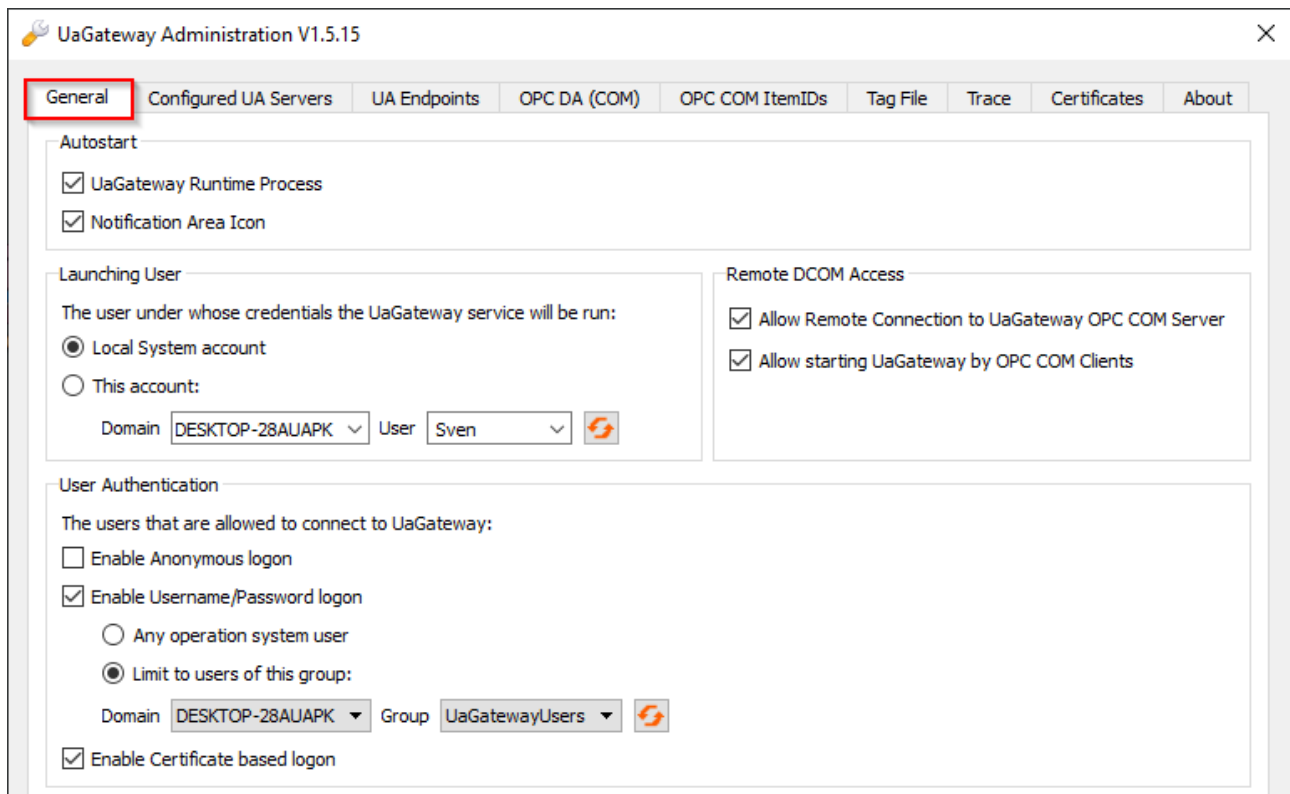 UaGateway Administration V1.5.15
General Configured UA Servers UA Endpoints OPC DA (COM) OPC COM ItemIDs Tag File Trace Certificates About
Autostart
UaGateway Runtime Process
Notification Area Icon
Launching User
The user under whose credentials the UaGateway service will be run:
Local System account
This account:
Domain DESKTOP-28AUAPK User Sven
Remote DCOM Access
Allow Remote Connection to UaGateway OPC COM Server
Allow starting UaGateway by OPC COM Clients
User Authentication
The users that are allowed to connect to UaGateway:
Enable Anonymous logon
Enable Username/Password logon
Any operation system user
Limit to users of this group:
Domain DESKTOP-28AUAPK Group UaGatewayUsers
Enable Certificate based logon